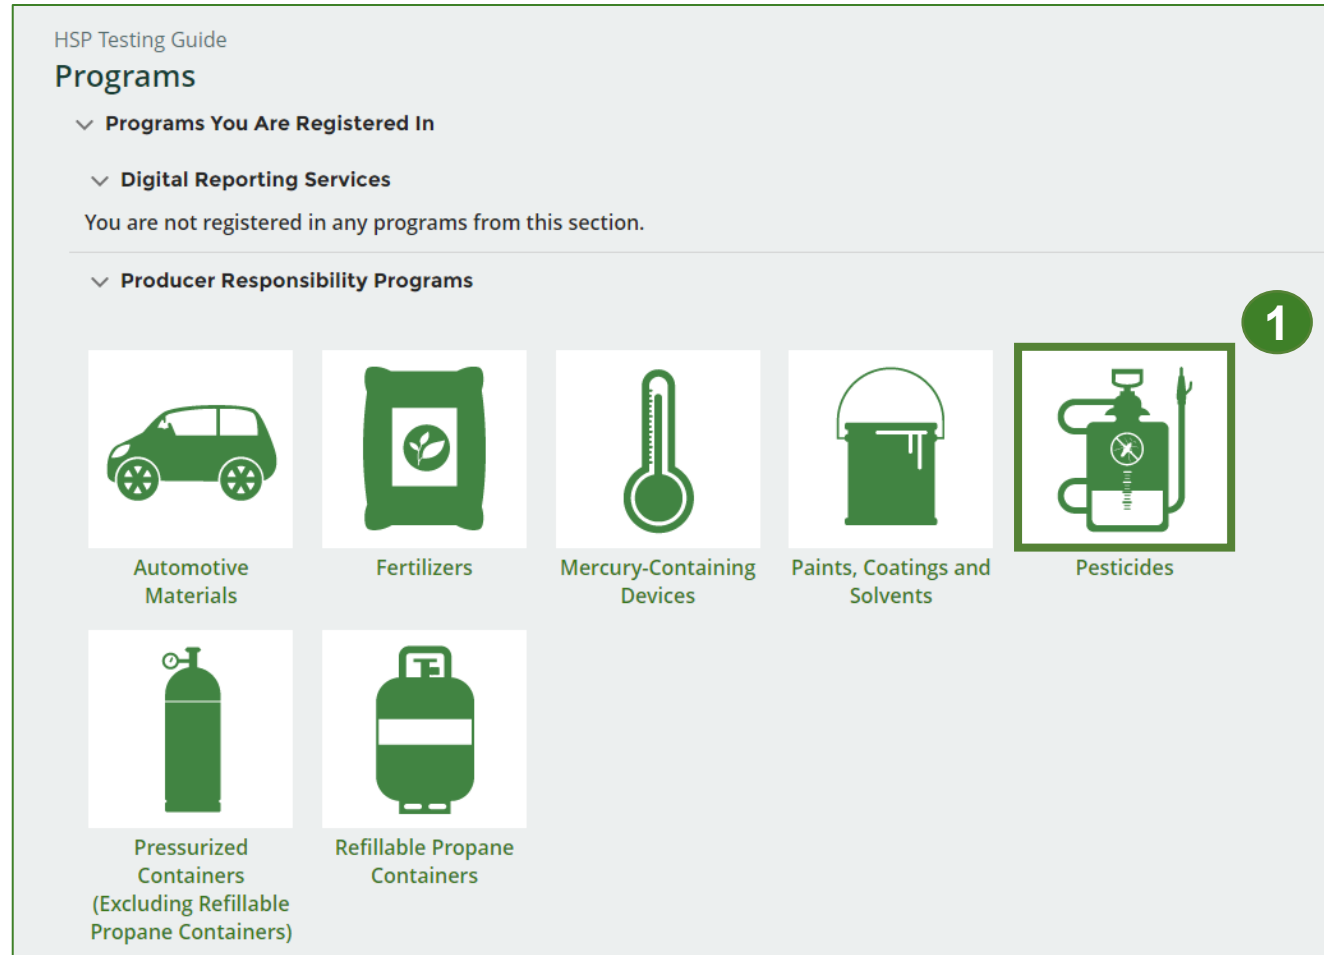 HSP Testing Guide
Programs
Programs You Are Registered In
Digital Reporting Services
You are not registered in any programs from this section.
Producer Responsibility Programs
1
Automotive
Materials
Fertilizers
Mercury-Containing
Devices
Paints, Coatings and
Solvents
Pesticides
Pressurized
Containers
(Excluding Refillable
Propane Containers)
Refillable Propane
Containers